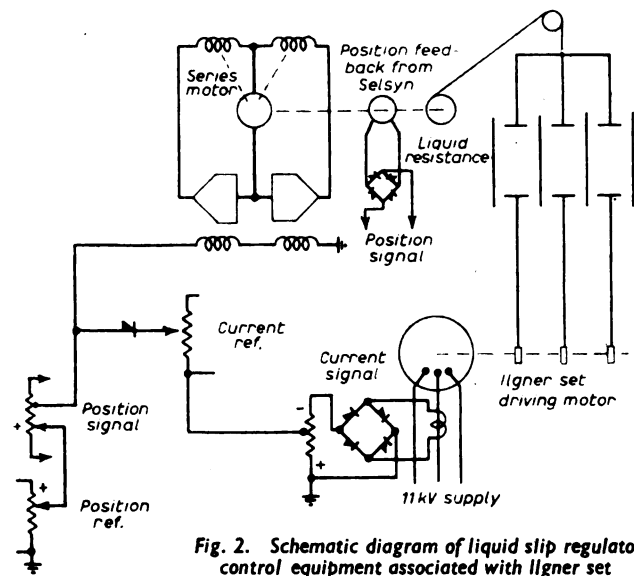 Series
motor
Position feed-
back from
Selsyn
Liquid
resistance
Position
signal
Current
ref.
Current
signal
Position
signal
+
-
+
+
Position
ref.
Ilgner set
driving motor
11kV supply
Fig. 2. Schematic diagram of liquid slip regulato
control equipment associated with Ilgner set